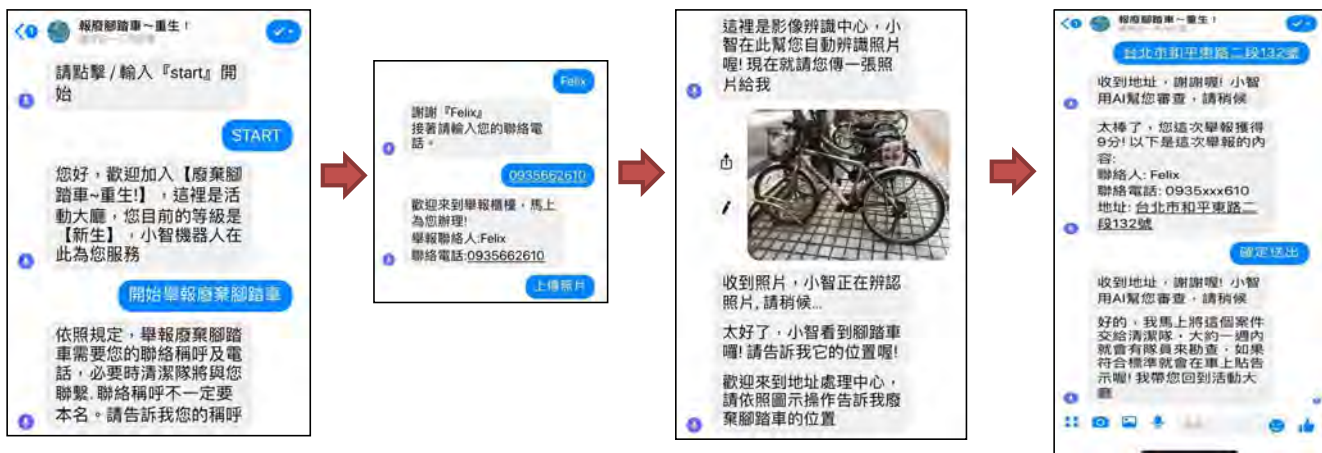 報廢腳踏車～重生！
請點擊 / 輸入『start』開
始
START
您好，歡迎加入【廢棄腳
踏車~重生!】，這裡是活
動大廳，您目前的等級是
【新生】，小智機器人在
此為您服務
開始舉報廢棄腳踏車
依照規定，舉報廢棄腳踏
車需要您的聯絡稱呼及電
話，必要時清潔隊將與您
聯繫. 聯絡稱呼不一定要
本名。請告訴我您的稱呼
Felix
謝謝『Felix』
接著請輸入您的聯絡電
話。
0935662610
歡迎來到舉報櫃檯，馬上
為您辦理!
舉報聯絡人:Felix
聯絡電話:0935662610
上傳照片
這裡是影像辨識中心，小
智在此幫您自動辨識照片
喔! 現在就請您傳一張照
片給我
收到照片，小智正在辨認
照片, 請稍候...
太好了，小智看到腳踏車
囉! 請告訴我它的位置喔!
歡迎來到地址處理中心，
請依照圖示操作告訴我廢
棄腳踏車的位置
報廢腳踏車～重生！
台北市和平東路二段132號
收到地址，謝謝喔! 小智
用AI幫您審查，請稍候
太棒了，您這次舉報獲得
9分! 以下是這次舉報的內
容:
聯絡人: Felix
聯絡電話: 0935xxx610
地址: 台北市和平東路二
段132號
確定送出
收到地址，謝謝喔! 小智
用AI幫您審查，請稍候
好的，我馬上將這個案件
交給清潔隊，大約一週內
就會有隊員來勘查，如果
符合標準就會在車上貼告
示喔! 我帶您回到活動大
廳